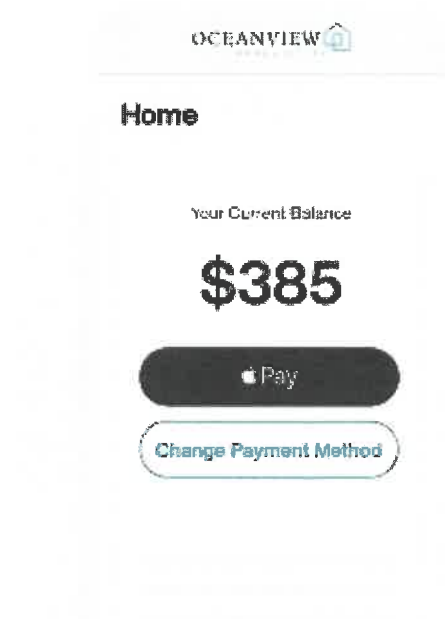 OCEANVIEW
Home
Your Current Balance
$385
Pay
Change Payment Method